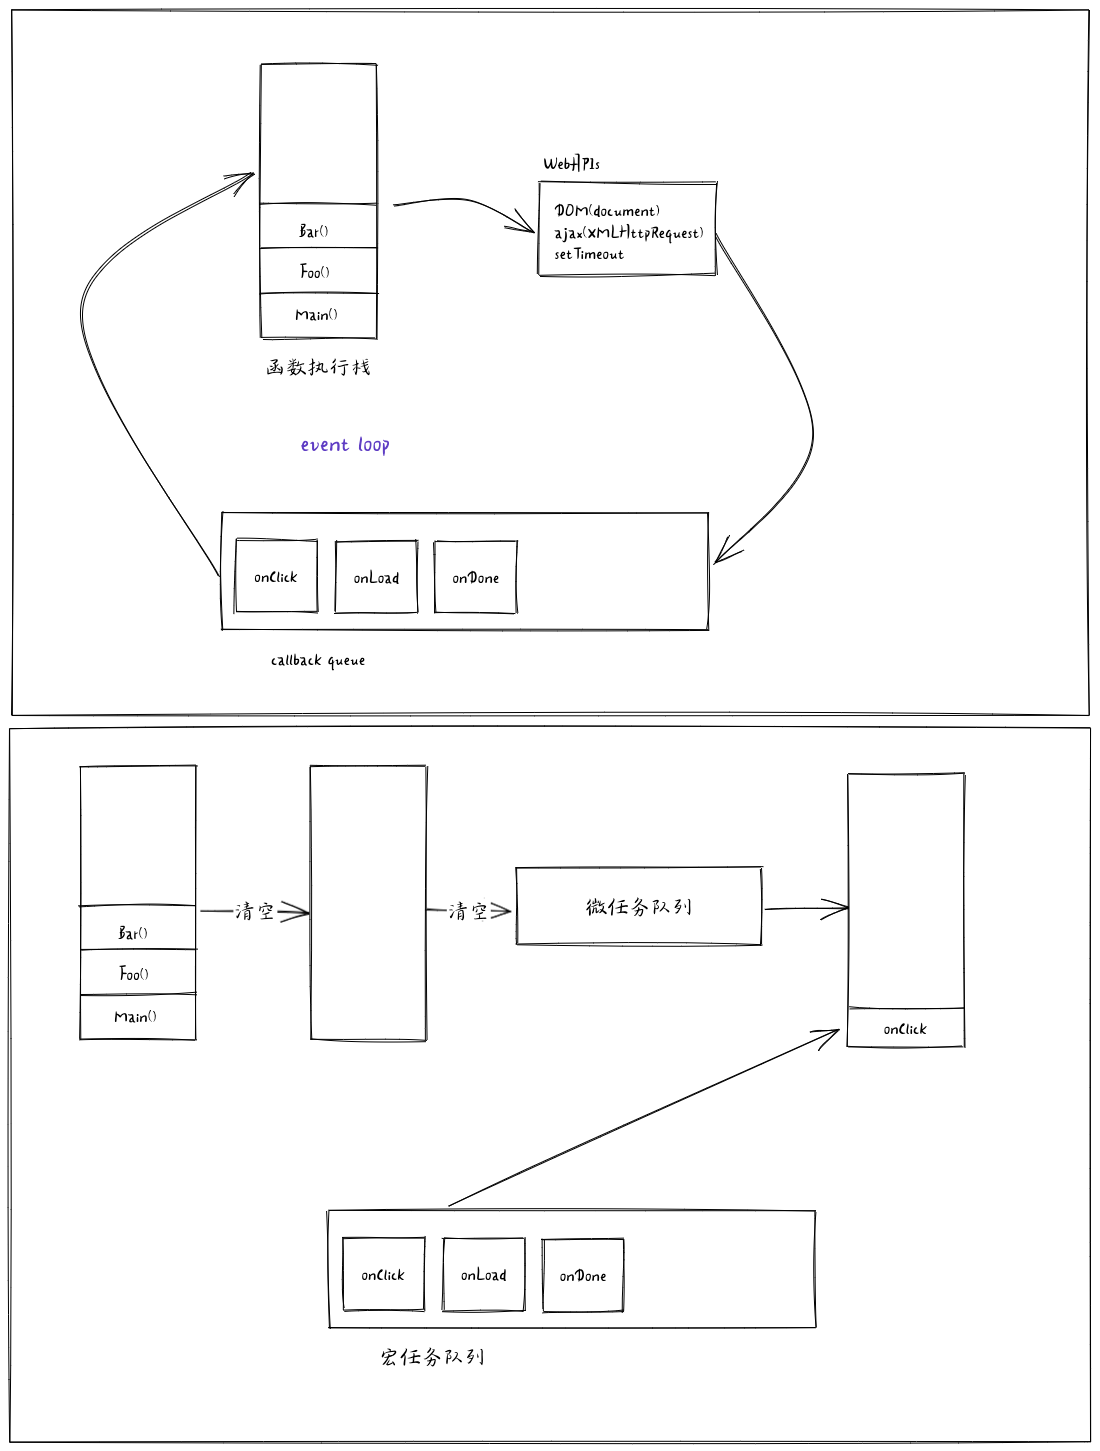 WebAPIs
DOM(document)
ajax(XMLHttpRequest)
setTimeout
Bar()
Foo()
Main()
函数执行栈
event loop
onClick
onLoad
onDone
callback queue
Bar()
Foo()
Main()
清空
清空
微任务队列
onClick
onClick
onLoad
onDone
宏任务队列